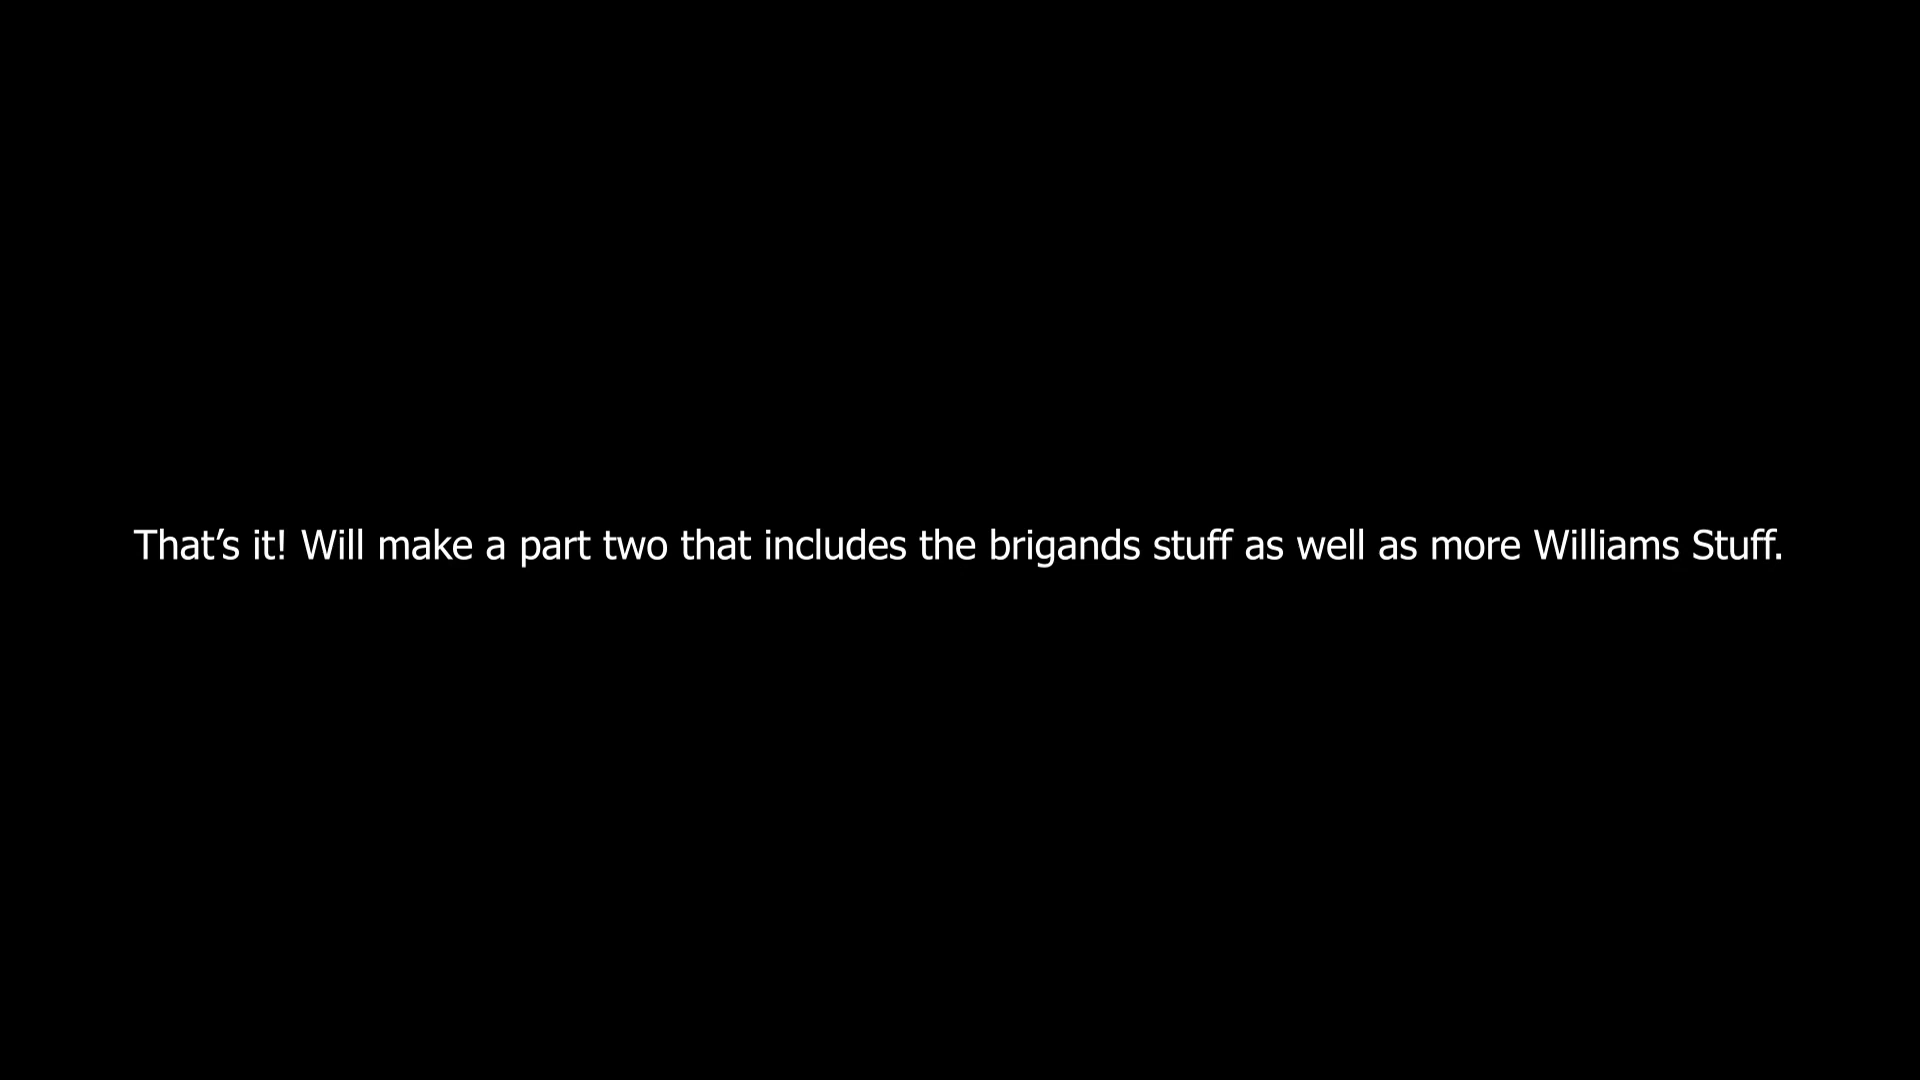 That’s it! Will make a part two that includes the brigands stuff as well as more Williams Stuff.